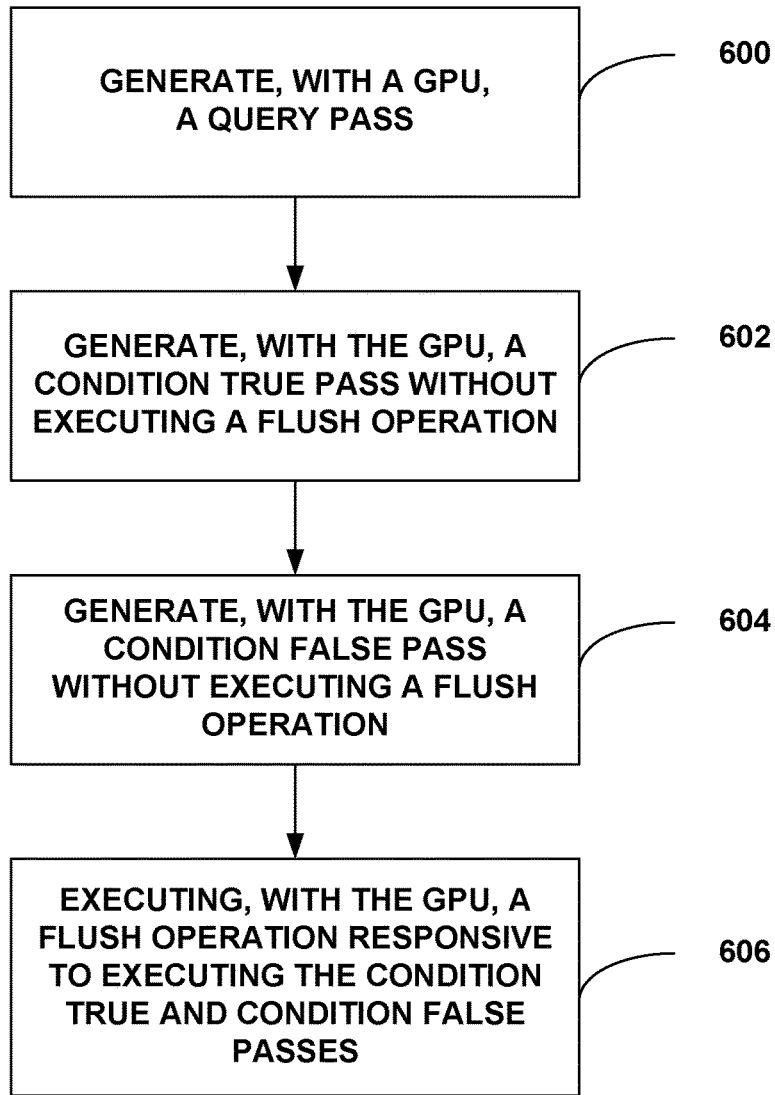 GENERATE, WITH A GPU,
A QUERY PASS
600
GENERATE, WITH THE GPU, A
CONDITION TRUE PASS WITHOUT
EXECUTING A FLUSH OPERATION
602
GENERATE, WITH THE GPU, A
CONDITION FALSE PASS
WITHOUT EXECUTING A FLUSH
OPERATION
604
EXECUTING, WITH THE GPU, A
FLUSH OPERATION RESPONSIVE
TO EXECUTING THE CONDITION
TRUE AND CONDITION FALSE
PASSES
606